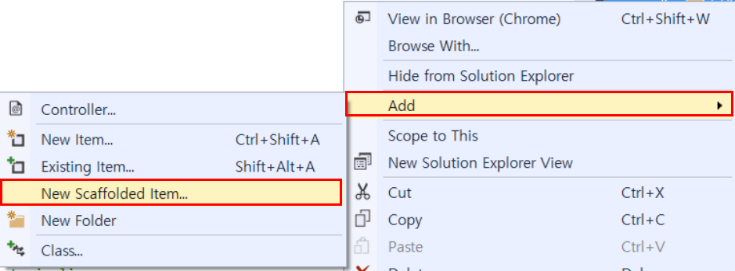 View in Browser (Chrome) Ctrl+Shift+W
Browse With...
Hide from Solution Explorer
Add
Scope to This
New Solution Explorer View
Cut Ctrl+X
Copy Ctrl+C
Paste Ctrl+V
Controller...
New Item... Ctrl+Shift+A
Existing Item... Shift+Alt+A
New Scaffolded Item...
New Folder
Class...